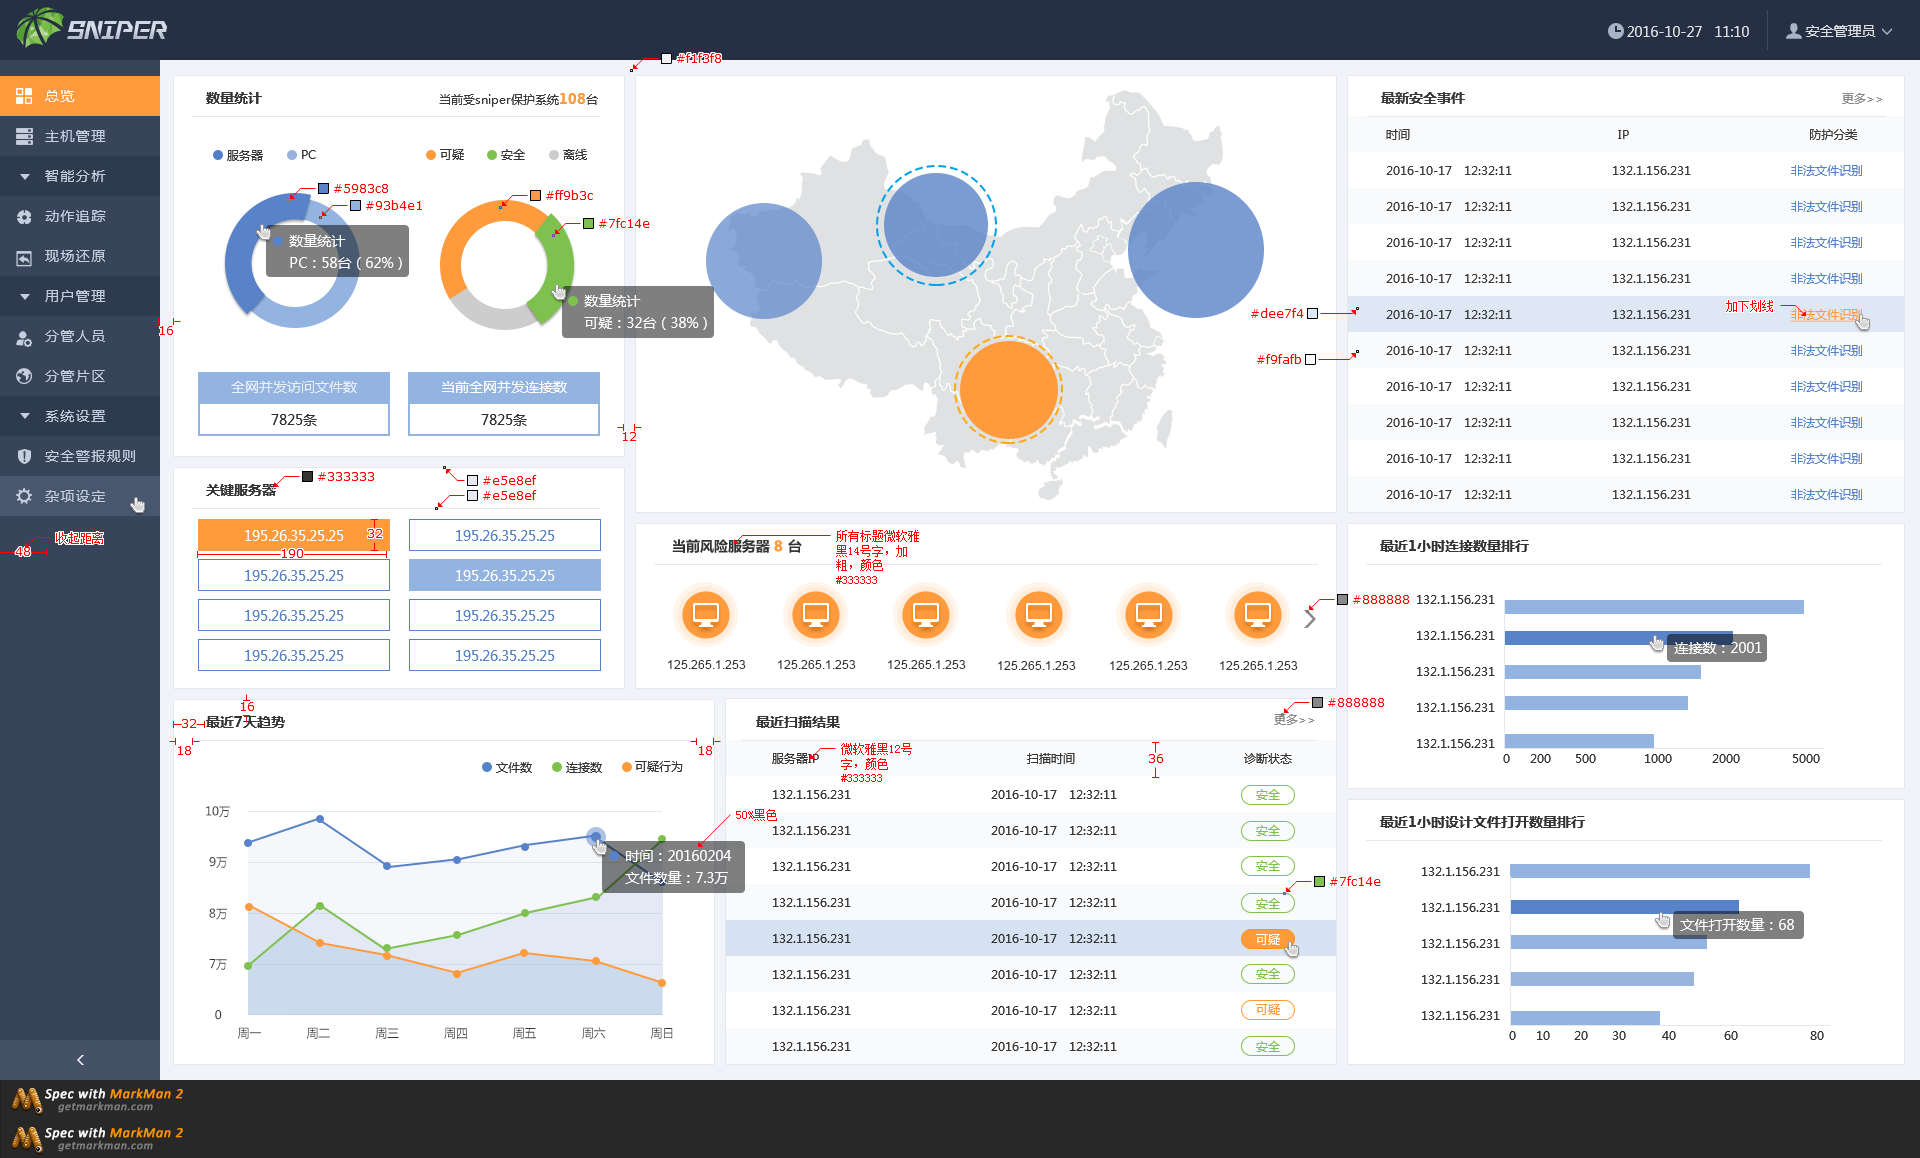 SNIPER
2016-10-27 11:10
安全管理员
总览
主机管理
智能分析
动作追踪
现场还原
用户管理
分管人员
分管片区
系统设置
安全警报规则
杂项设定
收起距离
48
<
#f1f3f8
数量统计
当前受sniper保护系统108台
服务器 PC
可疑 安全 离线
#5983c8
#93b4e1
#ff9b3c
#7fc14e
数量统计
PC：58台（62%）
数量统计
可疑：32台（38%）
16
全网并发访问文件数
7825条
当前全网并发连接数
7825条
12
关键服务器
#333333
#e5e8ef
#e5e8ef
195.26.35.25.25
32
190
195.26.35.25.25
195.26.35.25.25
195.26.35.25.25
195.26.35.25.25
195.26.35.25.25
195.26.35.25.25
195.26.35.25.25
当前风险服务器 8 台
所有标题微软雅
黑14号字，加
粗，颜色
#333333
125.265.1.253
125.265.1.253
125.265.1.253
125.265.1.253
125.265.1.253
125.265.1.253
#888888
最新安全事件
更多>>
时间 IP 防护分类
2016-10-17 12:32:11 132.1.156.231 非法文件识别
2016-10-17 12:32:11 132.1.156.231 非法文件识别
2016-10-17 12:32:11 132.1.156.231 非法文件识别
2016-10-17 12:32:11 132.1.156.231 非法文件识别
加下划线
#dee7f4
2016-10-17 12:32:11 132.1.156.231 非法文件识别
#f9fafb
2016-10-17 12:32:11 132.1.156.231 非法文件识别
2016-10-17 12:32:11 132.1.156.231 非法文件识别
2016-10-17 12:32:11 132.1.156.231 非法文件识别
2016-10-17 12:32:11 132.1.156.231 非法文件识别
2016-10-17 12:32:11 132.1.156.231 非法文件识别
最近1小时连接数量排行
132.1.156.231
132.1.156.231
连接数：2001
132.1.156.231
132.1.156.231
132.1.156.231
0 200 500 1000 2000 5000
16
32
最近7天趋势
18
18
文件数 连接数 可疑行为
10万
9万
8万
7万
0
周一 周二 周三 周四 周五 周六 周日
时间：20160204
文件数量：7.3万
50%黑色
最近扫描结果
#888888
更多>>
服务器IP 扫描时间 诊断状态
微软雅黑12号
字，颜色
#333333
36
132.1.156.231 2016-10-17 12:32:11 安全
132.1.156.231 2016-10-17 12:32:11 安全
132.1.156.231 2016-10-17 12:32:11 安全
#7fc14e
132.1.156.231 2016-10-17 12:32:11 安全
132.1.156.231 2016-10-17 12:32:11 可疑
132.1.156.231 2016-10-17 12:32:11 安全
132.1.156.231 2016-10-17 12:32:11 可疑
132.1.156.231 2016-10-17 12:32:11 安全
最近1小时设计文件打开数量排行
132.1.156.231
132.1.156.231
文件打开数量：68
132.1.156.231
132.1.156.231
132.1.156.231
0 10 20 30 40 60 80
Spec with MarkMan 2
getmarkman.com
Spec with MarkMan 2
getmarkman.com